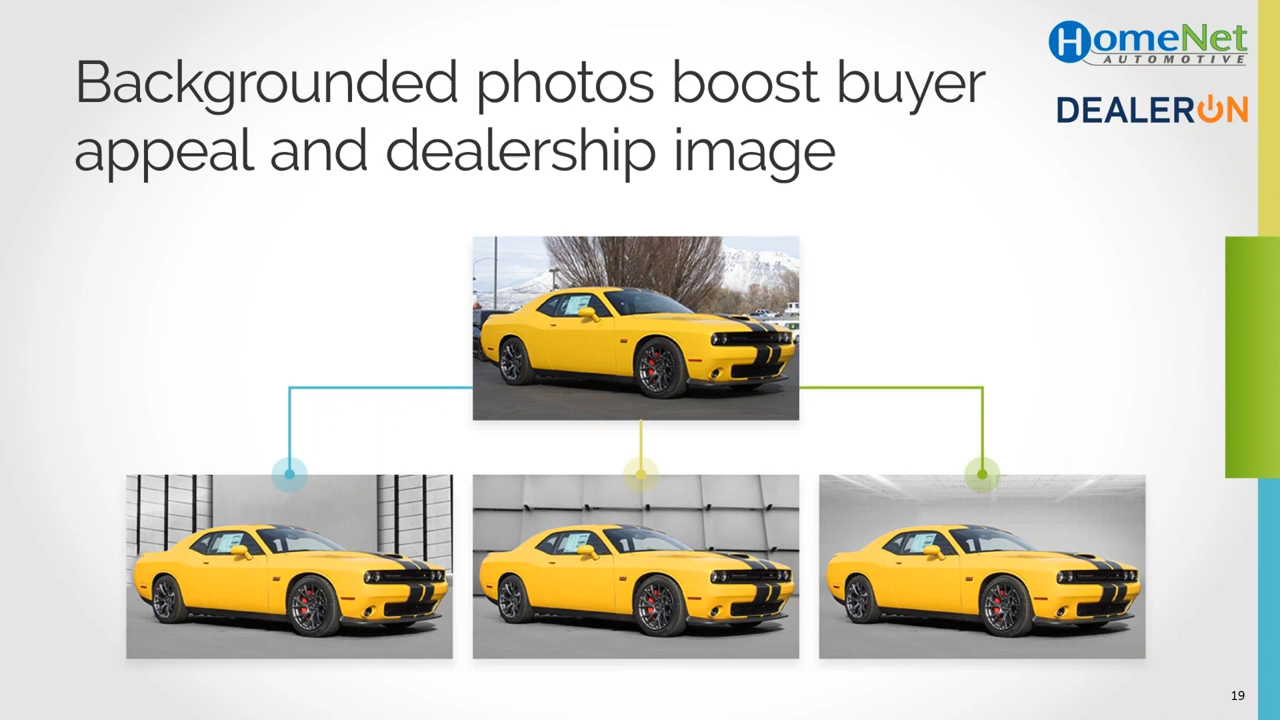 Backgrounded photos boost buyer
appeal and dealership image
HomeNet
AUTOMOTIVE
DEALERON
19